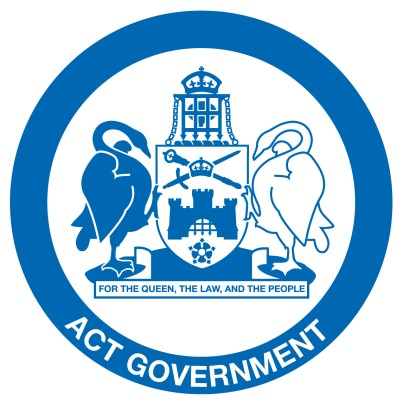 FOR THE QUEEN, THE LAW, AND THE PEOPLE
ACT GOVERNMENT